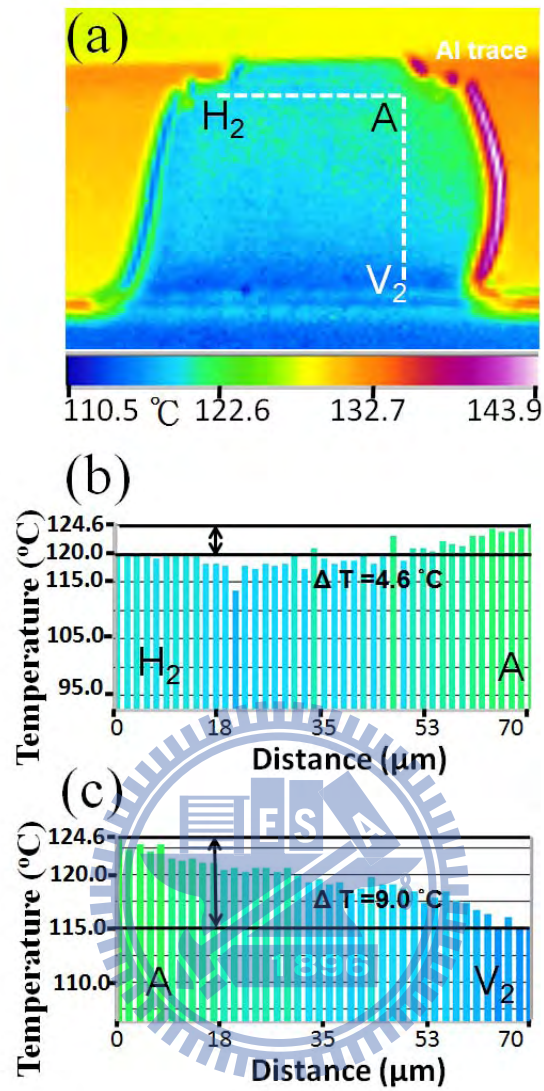 (a)
Al trace
H₂ A
V₂
110.5 °C 122.6 132.7 143.9
(b)
Temperature (°C)
124.6
120.0
115.0
105.0
95.0
Δ T =4.6 °C
H₂ A
0 18 35 53 70
Distance (μm)
(c)
Temperature (°C)
124.6
120.0
115.0
110.0
Δ T =9.0 °C
A V₂
0 18 35 53 70
Distance (μm)
E S A
1896